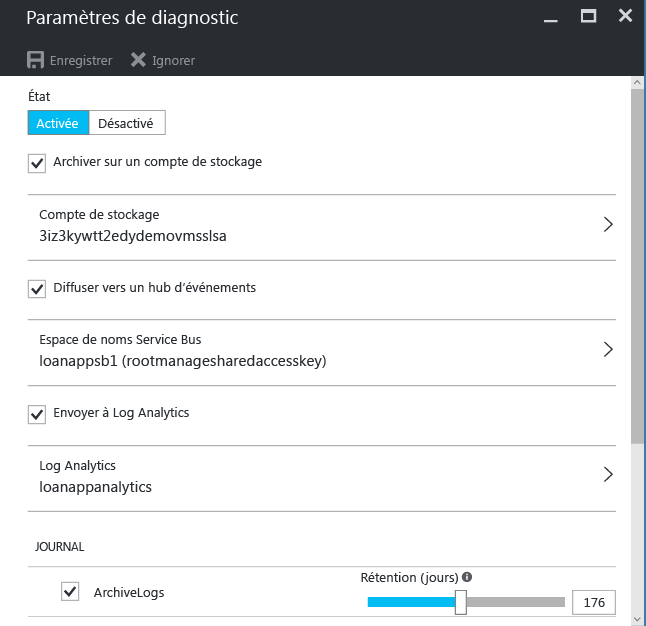 Paramètres de diagnostic
Enregistrer Ignorer
État
Activée Désactivé
Archiver sur un compte de stockage
Compte de stockage
3iz3kywtt2edydemovmsslsa
Diffuser vers un hub d'événements
Espace de noms Service Bus
loanappsb1 (rootmanagesharedaccesskey)
Envoyer à Log Analytics
Log Analytics
loanappanalytics
JOURNAL
Rétention (jours)
ArchiveLogs 176